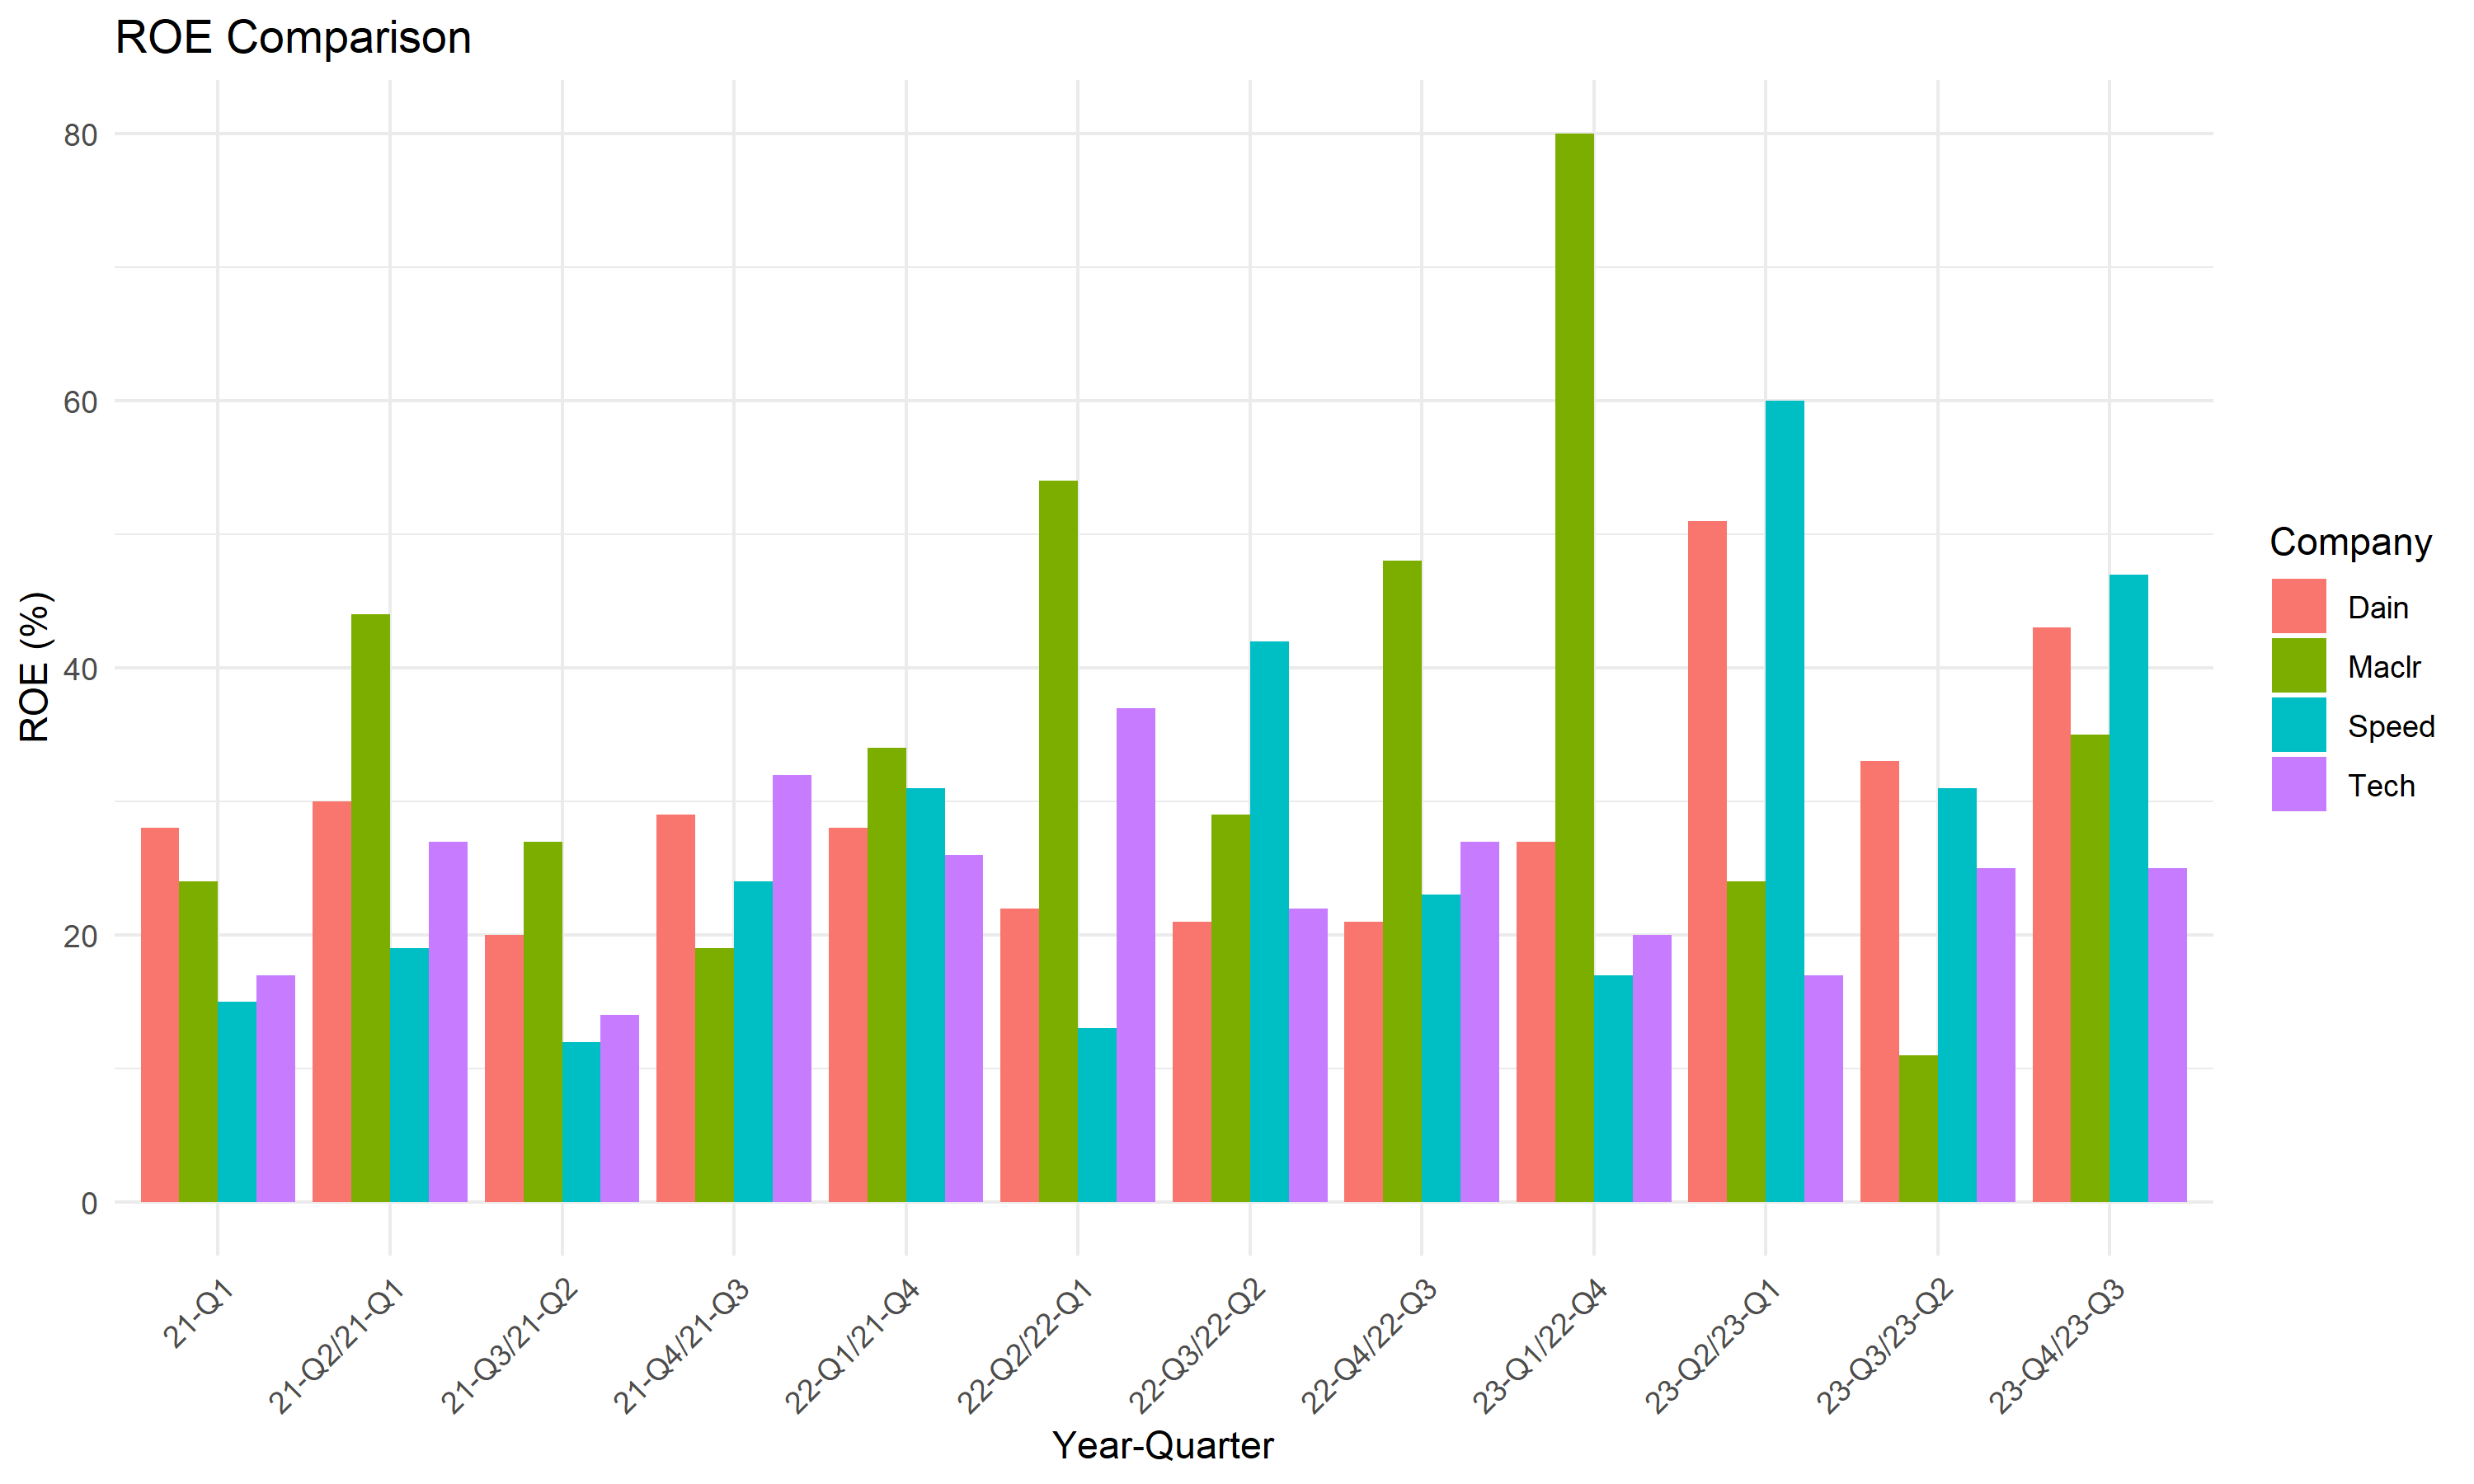 ROE Comparison
ROE (%)
80
60
40
20
0
21-Q1
21-Q2/21-Q1
21-Q3/21-Q2
21-Q4/21-Q3
22-Q1/21-Q4
22-Q2/22-Q1
22-Q3/22-Q2
22-Q4/22-Q3
23-Q1/22-Q4
23-Q2/23-Q1
23-Q3/23-Q2
23-Q4/23-Q3
Year-Quarter
Company
Dain
Maclr
Speed
Tech